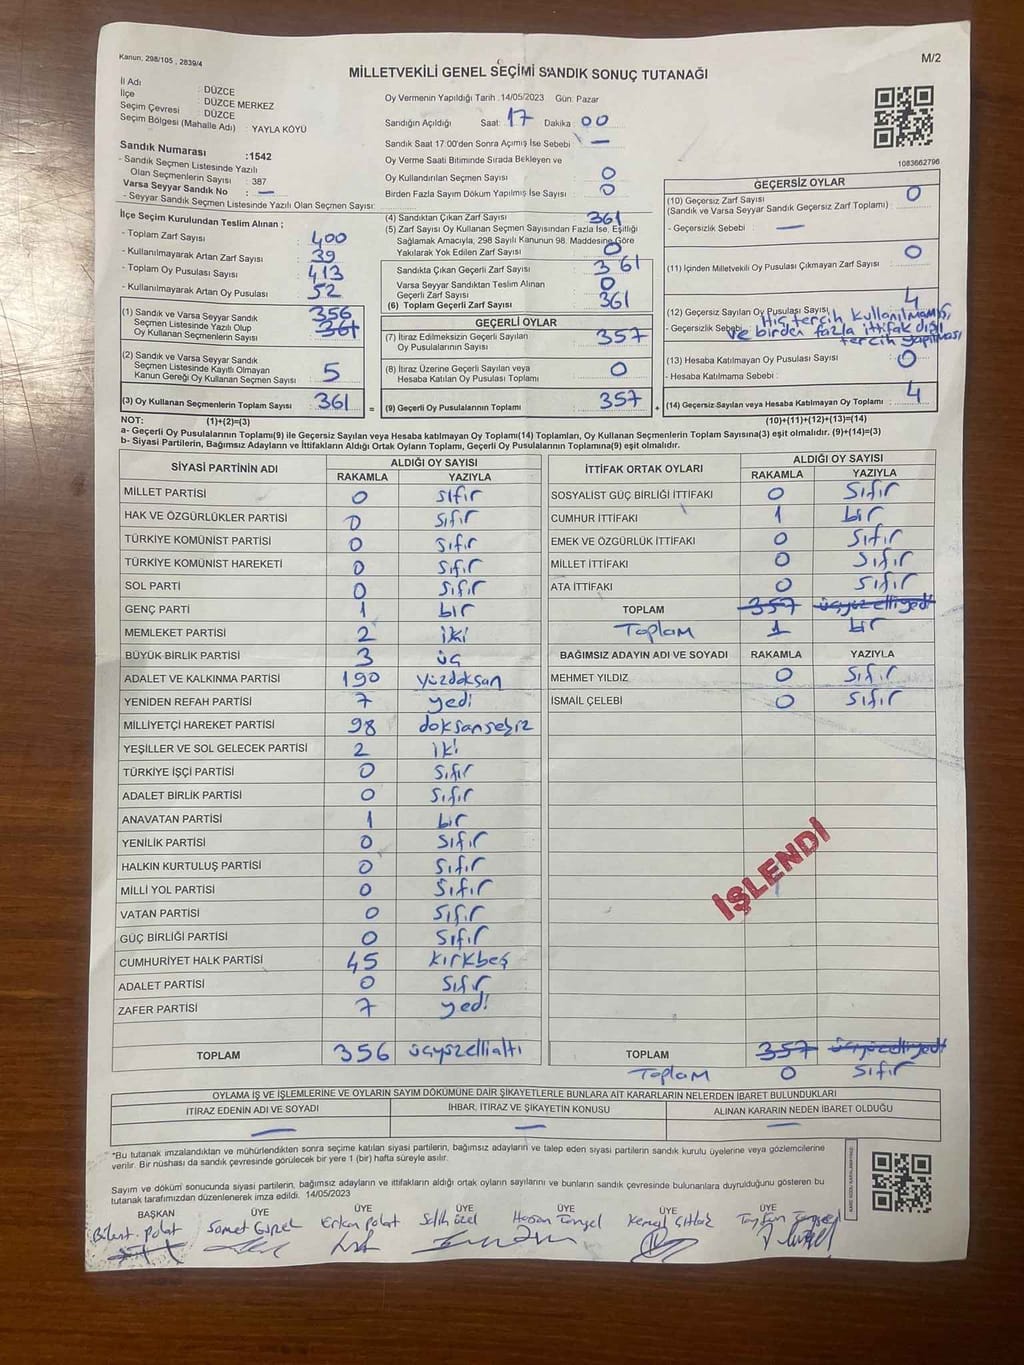 Kanun, 298/105 , 2839/4
M/2
MİLLETVEKİLİ GENEL SEÇİMİ SANDIK SONUÇ TUTANAĞI
İl Adı : DÜZCE
İlçe : DÜZCE MERKEZ
Seçim Çevresi : DÜZCE
Seçim Bölgesi (Mahalle Adı) : YAYLA KÖYÜ
Sandık Numarası :1542
- Sandık Seçmen Listesinde Yazılı
Olan Seçmenlerin Sayısı : 387
Varsa Seyyar Sandık No : —
- Seyyar Sandık Seçmen Listesinde Yazılı Olan Seçmen Sayısı:
İlçe Seçim Kurulundan Teslim Alınan ;
- Toplam Zarf Sayısı : 400
- Kullanılmayarak Artan Zarf Sayısı : 39
- Toplam Oy Pusulası Sayısı : 413
- Kullanılmayarak Artan Oy Pusulası : 52
(1) Sandık ve Varsa Seyyar Sandık 356
Seçmen Listesinde Yazılı Olup
Oy Kullanan Seçmenlerin Sayısı 361
(2) Sandık ve Varsa Seyyar Sandık
Seçmen Listesinde Kayıtlı Olmayan
Kanun Gereği Oy Kullanan Seçmen Sayısı 5
(3) Oy Kullanan Seçmenlerin Toplam Sayısı 361 =
Oy Vermenin Yapıldığı Tarih : 14/05/2023 Gün: Pazar
Sandığın Açıldığı Saat: 17 Dakika : 00
Sandık Saat 17:00'den Sonra Açımış İse Sebebi : —
Oy Verme Saati Bitiminde Sırada Bekleyen ve
Oy Kullandırılan Seçmen Sayısı : 0
Birden Fazla Sayım Döküm Yapılmış İse Sayısı : 0
(4) Sandıktan Çıkan Zarf Sayısı 361
(5) Zarf Sayısı Oy Kullanan Seçmen Sayısından Fazla İse, Eşitliği
Sağlamak Amacıyla, 298 Sayılı Kanunun 98. Maddesine Göre
Yakılarak Yok Edilen Zarf Sayısı : 0
Sandıkta Çıkan Geçerli Zarf Sayısı : 361
Varsa Seyyar Sandıktan Teslim Alınan
Geçerli Zarf Sayısı : 0
(6) Toplam Geçerli Zarf Sayısı : 361
GEÇERLİ OYLAR
(7) İtiraz Edilmeksizin Geçerli Sayılan
Oy Pusulalarının Sayısı : 357
(8) İtiraz Üzerine Geçerli Sayılan veya
Hesaba Katılan Oy Pusulası Toplamı : 0
(9) Geçerli Oy Pusulalarının Toplamı : 357 +
1083662796
GEÇERSİZ OYLAR
(10) Geçersiz Zarf Sayısı : 0
(Sandık ve Varsa Seyyar Sandık Geçersiz Zarf Toplamı) :
- Geçersizlik Sebebi : —
(11) İçinden Milletvekili Oy Pusulası Çıkmayan Zarf Sayısı : 0
(12) Geçersiz Sayılan Oy Pusulası Sayısı 4
- Geçersizlik Sebebi: Hiç tercih kullanılmamış,
ve birden fazla ittifak dışı
tercih yapılması
(13) Hesaba Katılmayan Oy Pusulası Sayısı : 0
- Hesaba Katılmama Sebebi :
(14) Geçersiz Sayılan veya Hesaba Katılmayan Oy Toplamı : 4
NOT: (1)+(2)=(3) (10)+(11)+(12)+(13)=(14)
a- Geçerli Oy Pusulalarının Toplamı(9) ile Geçersiz Sayılan veya Hesaba katılmayan Oy Toplamı(14) Toplamları, Oy Kullanan Seçmenlerin Toplam Sayısına(3) eşit olmalıdır. (9)+(14)=(3)
b- Siyasi Partilerin, Bağımsız Adayların ve İttifakların Aldığı Ortak Oyların Toplamı, Geçerli Oy Pusulalarının Toplamına(9) eşit olmalıdır.
SİYASİ PARTİNİN ADI ALDIĞI OY SAYISI
RAKAMLA YAZIYLA
MİLLET PARTİSİ 0 sıfır
HAK VE ÖZGÜRLÜKLER PARTİSİ 0 sıfır
TÜRKİYE KOMÜNİST PARTİSİ 0 sıfır
TÜRKİYE KOMÜNİST HAREKETİ 0 sıfır
SOL PARTİ 0 sıfır
GENÇ PARTİ 1 bir
MEMLEKET PARTİSİ 2 iki
BÜYÜK BİRLİK PARTİSİ 3 üç
ADALET VE KALKINMA PARTİSİ 190 yüzdoksan
YENİDEN REFAH PARTİSİ 7 yedi
MİLLİYETÇİ HAREKET PARTİSİ 98 doksansekiz
YEŞİLLER VE SOL GELECEK PARTİSİ 2 iki
TÜRKİYE İŞÇİ PARTİSİ 0 sıfır
ADALET BİRLİK PARTİSİ 0 sıfır
ANAVATAN PARTİSİ 1 bir
YENİLİK PARTİSİ 0 sıfır
HALKIN KURTULUŞ PARTİSİ 0 sıfır
MİLLİ YOL PARTİSİ 0 sıfır
VATAN PARTİSİ 0 sıfır
GÜÇ BİRLİĞİ PARTİSİ 0 sıfır
CUMHURİYET HALK PARTİSİ 45 kırkbeş
ADALET PARTİSİ 0 sıfır
ZAFER PARTİSİ 7 yedi
TOPLAM 356 üçyüzellialtı
İTTİFAK ORTAK OYLARI ALDIĞI OY SAYISI
RAKAMLA YAZIYLA
SOSYALİST GÜÇ BİRLİĞİ İTTİFAKI 0 sıfır
CUMHUR İTTİFAKI 1 bir
EMEK VE ÖZGÜRLÜK İTTİFAKI 0 sıfır
MİLLET İTTİFAKI 0 sıfır
ATA İTTİFAKI 0 sıfır
TOPLAM 357 üçyüzelliyedi
Toplam 1 bir
BAĞIMSIZ ADAYIN ADI VE SOYADI RAKAMLA YAZIYLA
MEHMET YILDIZ 0 sıfır
İSMAİL ÇELEBİ 0 sıfır
İŞLENDİ
TOPLAM 357 üçyüzelliyedi
Toplam 0 sıfır
OYLAMA İŞ VE İŞLEMLERİNE VE OYLARIN SAYIM DÖKÜMÜNE DAİR ŞİKAYETLERLE BUNLARA AİT KARARLARIN NELERDEN İBARET BULUNDUKLARI
İTİRAZ EDENİN ADI VE SOYADI İHBAR, İTİRAZ VE ŞİKAYETİN KONUSU ALINAN KARARIN NEDEN İBARET OLDUĞU
— — —
*Bu tutanak imzalandıktan ve mühürlendikten sonra seçime katılan siyasi partilerin, bağımsız adayların ve talep eden siyasi partilerin sandık kurulu üyelerine veya gözlemcilerine
verilir. Bir nüshası da sandık çevresinde görülecek bir yere 1 (bir) hafta süreyle asılır.
Sayım ve döküm sonucunda siyasi partilerin, bağımsız adayların ve ittifakların aldığı ortak oyların sayılarını ve bunların sandık çevresinde bulunanlara duyrulduğunu gösteren bu
tutanak tarafımızdan düzenlenerek imza edildi. 14/05/2023
BAŞKAN ÜYE ÜYE ÜYE ÜYE ÜYE ÜYE
Polat Samet Erkan Polat Salih Özel Hasan Kemal